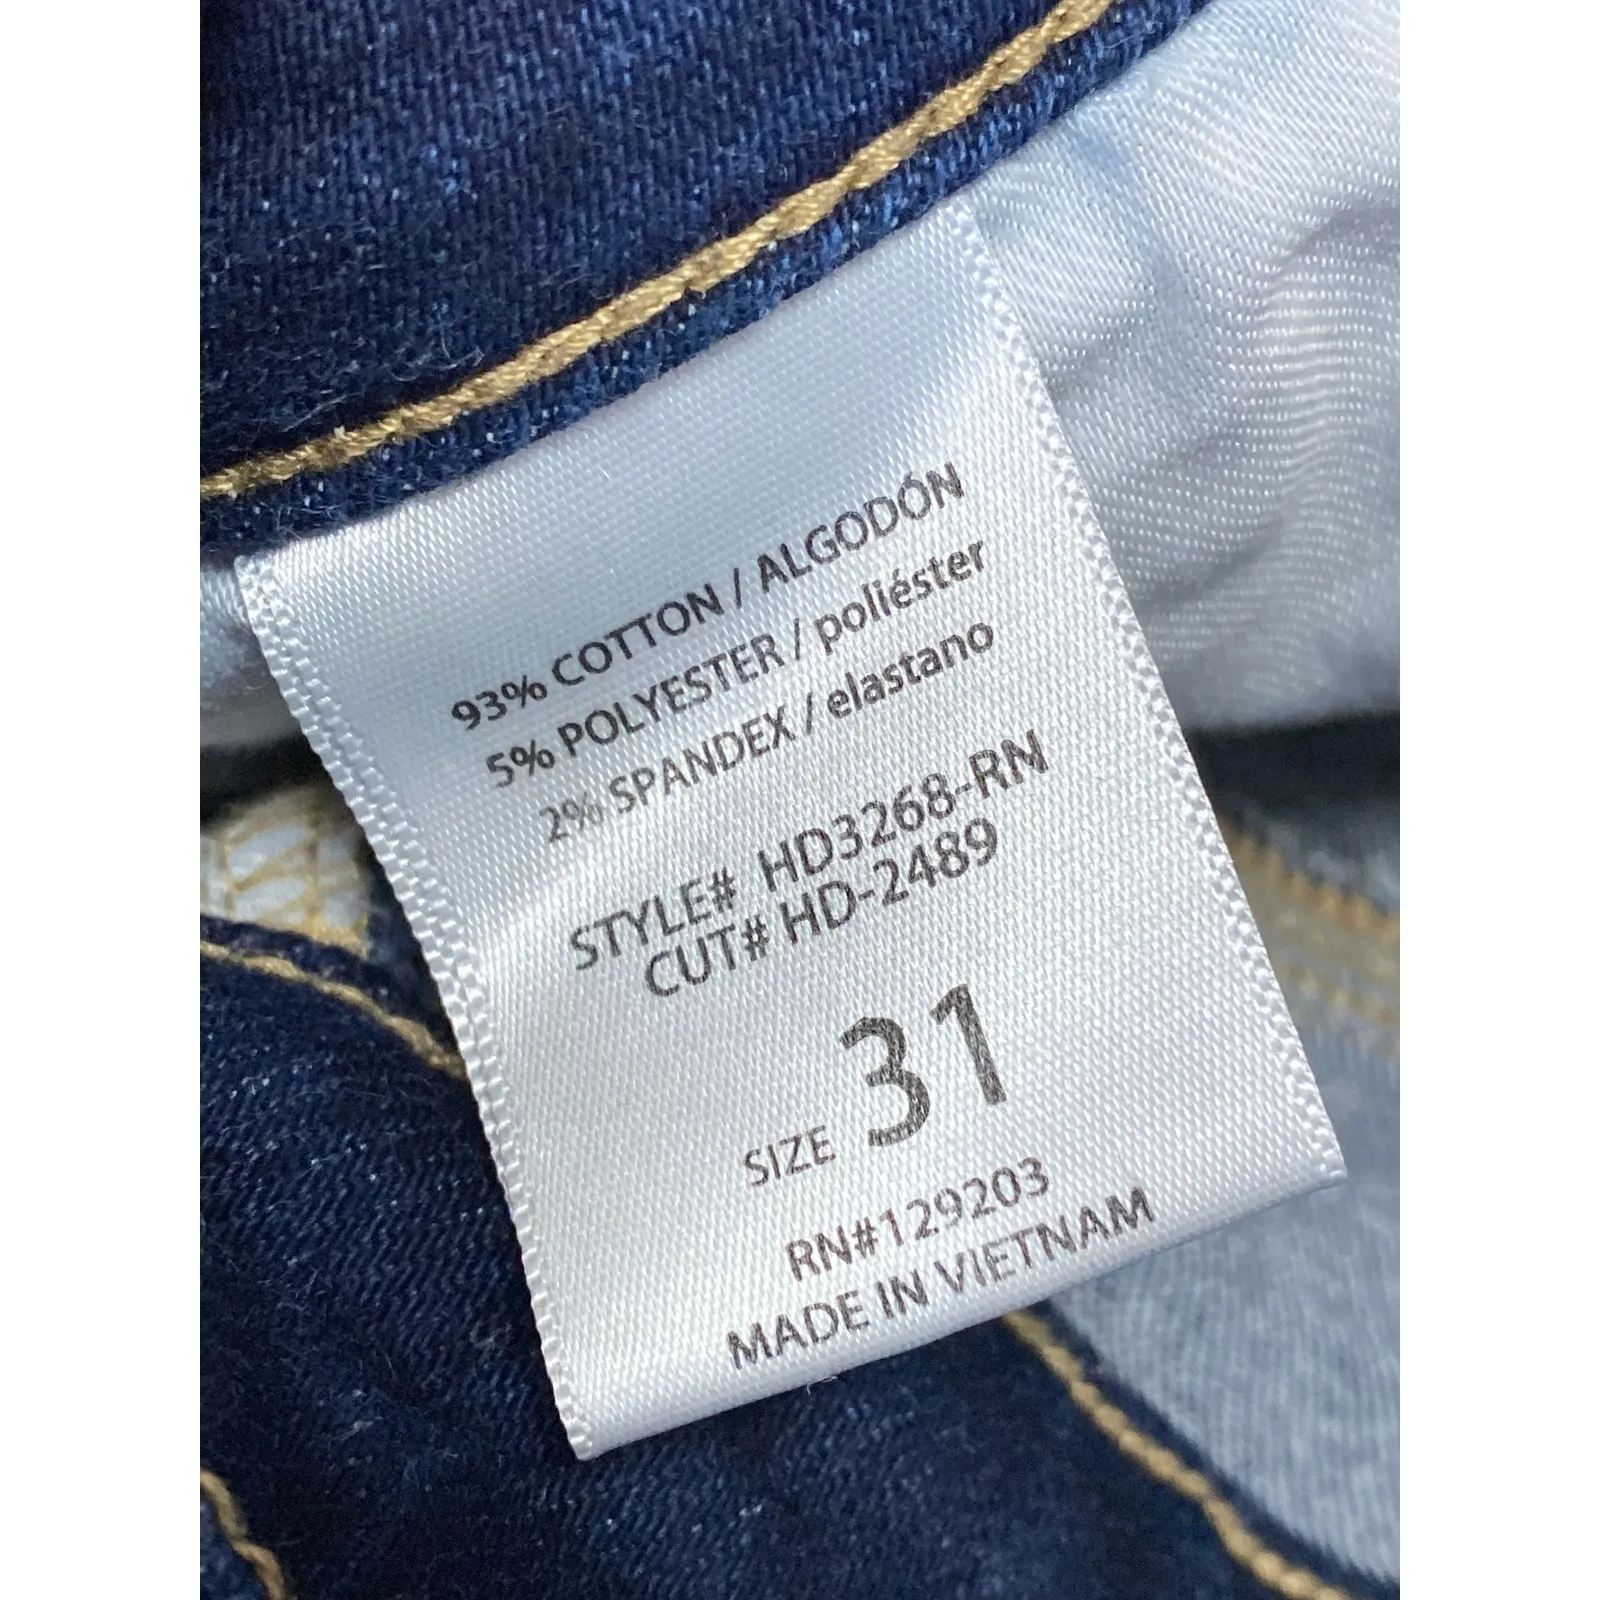 93% COTTON / ALGODÓN
5% POLYESTER / poliéster
2% SPANDEX / elastano
STYLE# HD3268-RN
CUT# HD-2489
SIZE 31
RN#129203
MADE IN VIETNAM